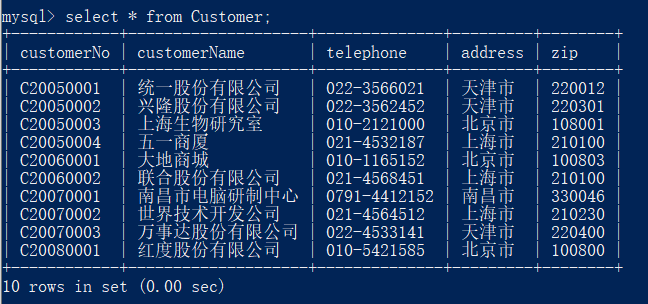 mysql> select * from Customer;
+------------+--------------------+--------------+---------+--------+
| customerNo | customerName | telephone | address | zip |
+------------+--------------------+--------------+---------+--------+
| C20050001 | 统一股份有限公司 | 022-3566021 | 天津市 | 220012 |
| C20050002 | 兴隆股份有限公司 | 022-3562452 | 天津市 | 220301 |
| C20050003 | 上海生物研究室 | 010-2121000 | 北京市 | 108001 |
| C20050004 | 五一商厦 | 021-4532187 | 上海市 | 210100 |
| C20060001 | 大地商城 | 010-1165152 | 北京市 | 100803 |
| C20060002 | 联合股份有限公司 | 021-4568451 | 上海市 | 210100 |
| C20070001 | 南昌市电脑研制中心 | 0791-4412152 | 南昌市 | 330046 |
| C20070002 | 世界技术开发公司 | 021-4564512 | 上海市 | 210230 |
| C20070003 | 万事达股份有限公司 | 022-4533141 | 天津市 | 220400 |
| C20080001 | 红度股份有限公司 | 010-5421585 | 北京市 | 100800 |
+------------+--------------------+--------------+---------+--------+
10 rows in set (0.00 sec)